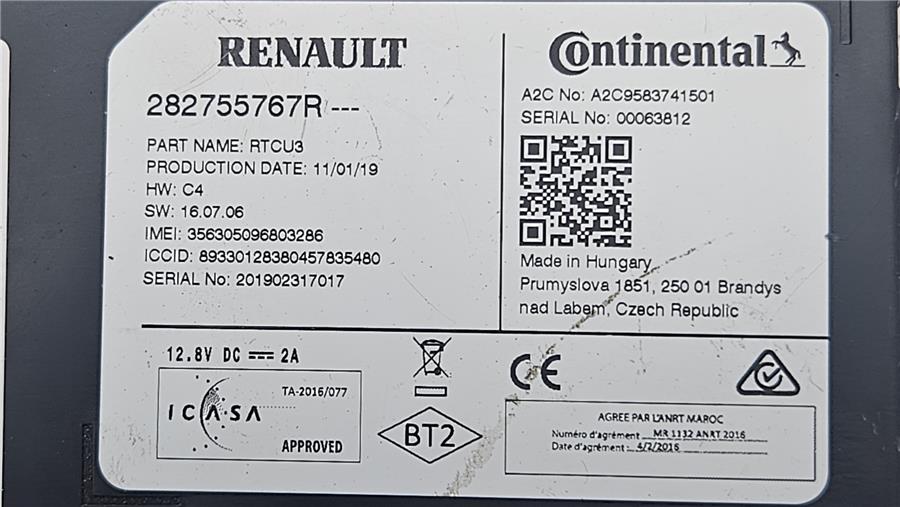 RENAULT
282755767R ---
PART NAME: RTCU3
PRODUCTION DATE: 11/01/19
HW: C4
SW: 16.07.06
IMEI: 356305096803286
ICCID: 89330128380457835480
SERIAL No: 201902317017
Continental
A2C No: A2C9583741501
SERIAL No: 00063812
Made in Hungary
Prumyslova 1851, 250 01 Brandys
nad Labem, Czech Republic
12.8V DC 2A
ICASA
TA-2016/077
APPROVED
BT2
CE
AGREE PAR L'ANRT MAROC
Numéro d'agrément : MR 1132 ANRT 2016
Date d'agrément : 4/2/2016